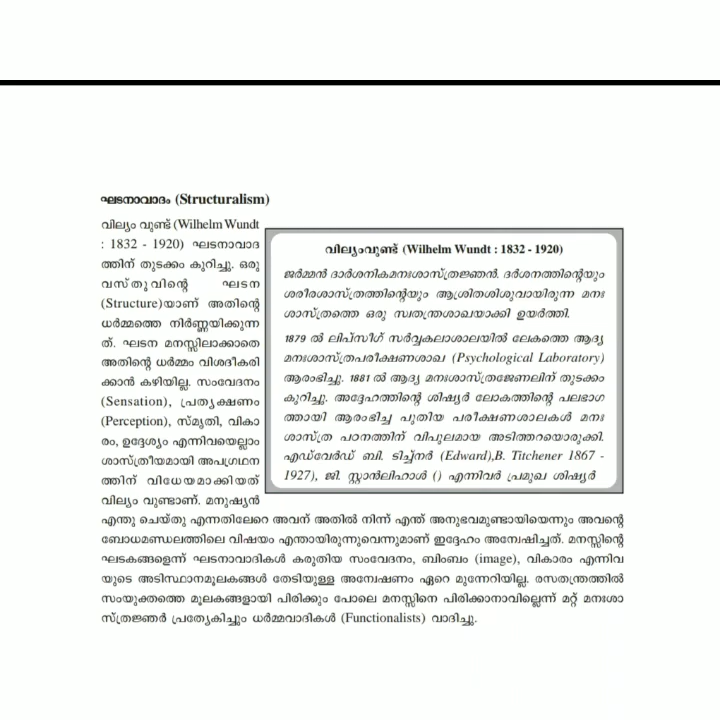 ഘടനാവാദം (Structuralism)
വില്യം വുണ്ട് (Wilhelm Wundt
: 1832 - 1920) ഘടനാവാദ
ത്തിന് തുടക്കം കുറിച്ചു. ഒരു
വസ്തുവിന്റെ ഘടന
(Structure)യാണ് അതിന്റെ
ധർമ്മത്തെ നിർണ്ണയിക്കുന്ന
ത്. ഘടന മനസ്സിലാക്കാതെ
അതിന്റെ ധർമ്മം വിശദീകരി
ക്കാൻ കഴിയില്ല. സംവേദനം
(Sensation), പ്രത്യക്ഷണം
(Perception), സ്മൃതി, വികാ
രം, ഉദ്ദേശ്യം എന്നിവയെല്ലാം
ശാസ്ത്രീയമായി അപഗ്രഥന
ത്തിന് വിധേയമാക്കിയത്
വില്യം വുണ്ടാണ്. മനുഷ്യൻ
എന്തു ചെയ്തു എന്നതിലേറെ അവന് അതിൽ നിന്ന് എന്ത് അനുഭവമുണ്ടായിയെന്നും അവന്റെ
ബോധമണ്ഡലത്തിലെ വിഷയം എന്തായിരുന്നുവെന്നുമാണ് ഇദ്ദേഹം അന്വേഷിച്ചത്. മനസ്സിന്റെ
ഘടകങ്ങളെന്ന് ഘടനാവാദികൾ കരുതിയ സംവേദനം, ബിംബം (image), വികാരം എന്നിവ
യുടെ അടിസ്ഥാനമൂലകങ്ങൾ തേടിയുള്ള അന്വേഷണം ഏറെ മുന്നേറിയില്ല. രസതന്ത്രത്തിൽ
സംയുക്തത്തെ മൂലകങ്ങളായി പിരിക്കും പോലെ മനസ്സിനെ പിരിക്കാനാവില്ലെന്ന് മറ്റ് മനഃശാ
സ്ത്രജ്ഞർ പ്രത്യേകിച്ചും ധർമ്മവാദികൾ (Functionalists) വാദിച്ചു.
വില്യംവുണ്ട് (Wilhelm Wundt : 1832 - 1920)
ജർമ്മൻ ദാർശനികമനഃശാസ്ത്രജ്ഞൻ. ദർശനത്തിന്റെയും
ശരീരശാസ്ത്രത്തിന്റെയും ആശ്രിതശിശുവായിരുന്ന മനഃ
ശാസ്ത്രത്തെ ഒരു സ്വതന്ത്രശാഖയാക്കി ഉയർത്തി.
1879 ൽ ലിപ്സീഗ് സർവ്വകലാശാലയിൽ ലോകത്തെ ആദ്യ
മനഃശാസ്ത്രപരീക്ഷണശാഖ (Psychological Laboratory)
ആരംഭിച്ചു. 1881 ൽ ആദ്യ മനഃശാസ്ത്രജേണലിന് തുടക്കം
കുറിച്ചു. അദ്ദേഹത്തിന്റെ ശിഷ്യർ ലോകത്തിന്റെ പലഭാഗ
ത്തായി ആരംഭിച്ച പുതിയ പരീക്ഷണശാലകൾ മനഃ
ശാസ്ത്ര പഠനത്തിന് വിപുലമായ അടിത്തറയൊരുക്കി.
എഡ്വേർഡ് ബി. ടിച്ച്നർ (Edward),B. Titchener 1867 -
1927), ജി. സ്റ്റാൻലിഹാൾ () എന്നിവർ പ്രമുഖ ശിഷ്യർ